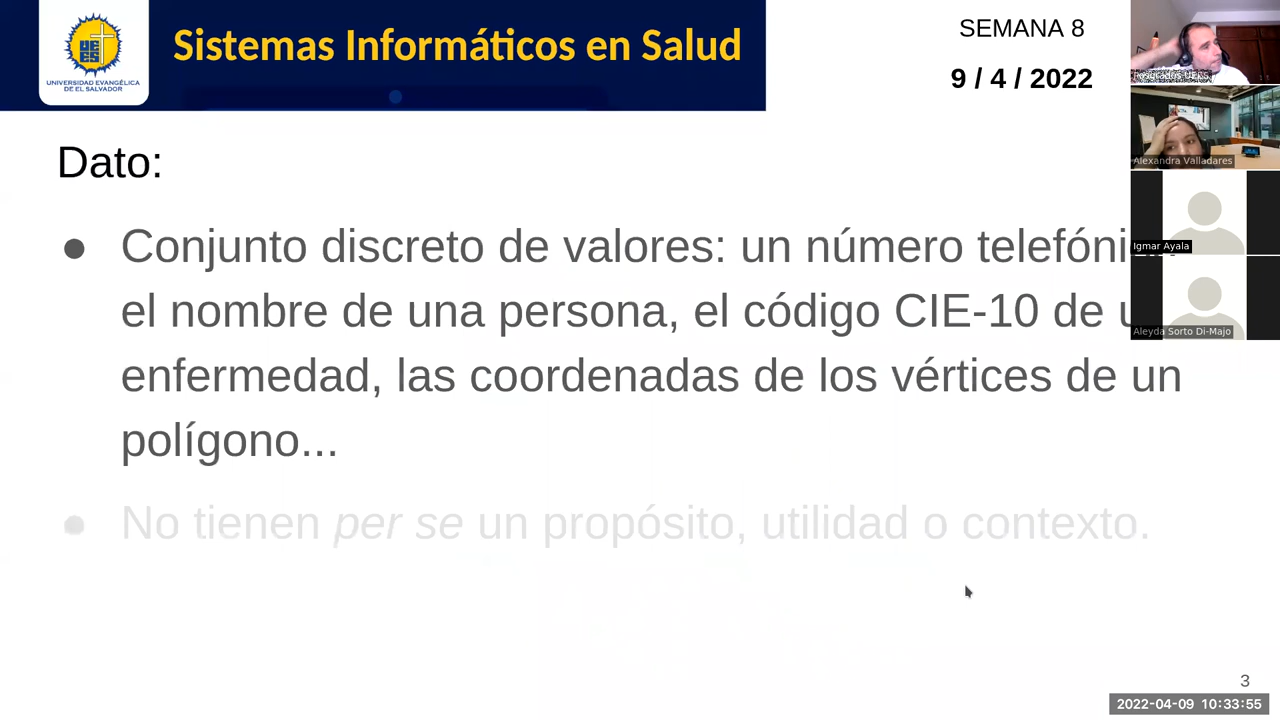 Sistemas Informáticos en Salud
UNIVERSIDAD EVANGÉLICA
DE EL SALVADOR
SEMANA 8
9 / 4 / 2022
Alexandra Valladares
Igmar Ayala
Aleyda Sorto Di-Majo
Dato:
● Conjunto discreto de valores: un número
el nombre de una persona, el código CIE-10 de
enfermedad, las coordenadas de los vértices de un
polígono...
● No tienen per se un propósito, utilidad o contexto.
3
2022-04-09 10:33:55